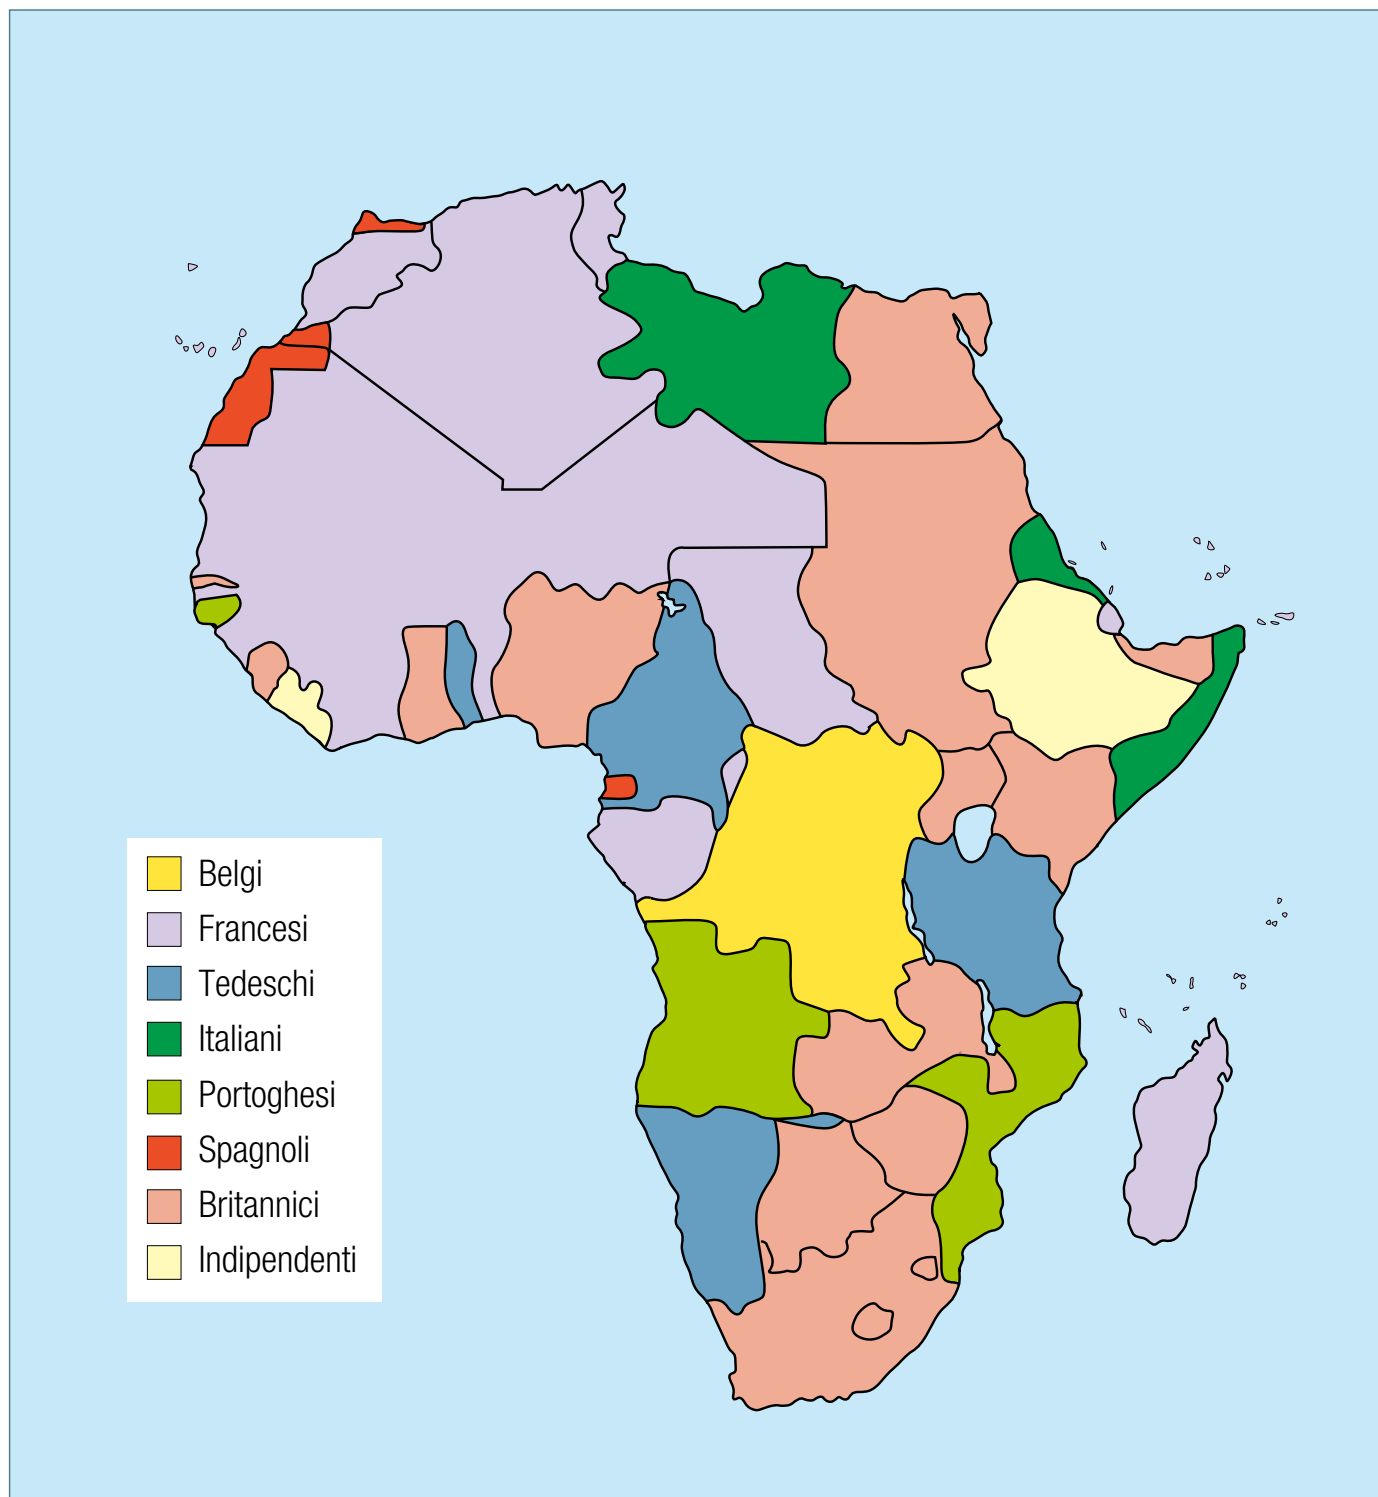 Belgi
Francesi
Tedeschi
Italiani
Portoghesi
Spagnoli
Britannici
Indipendenti